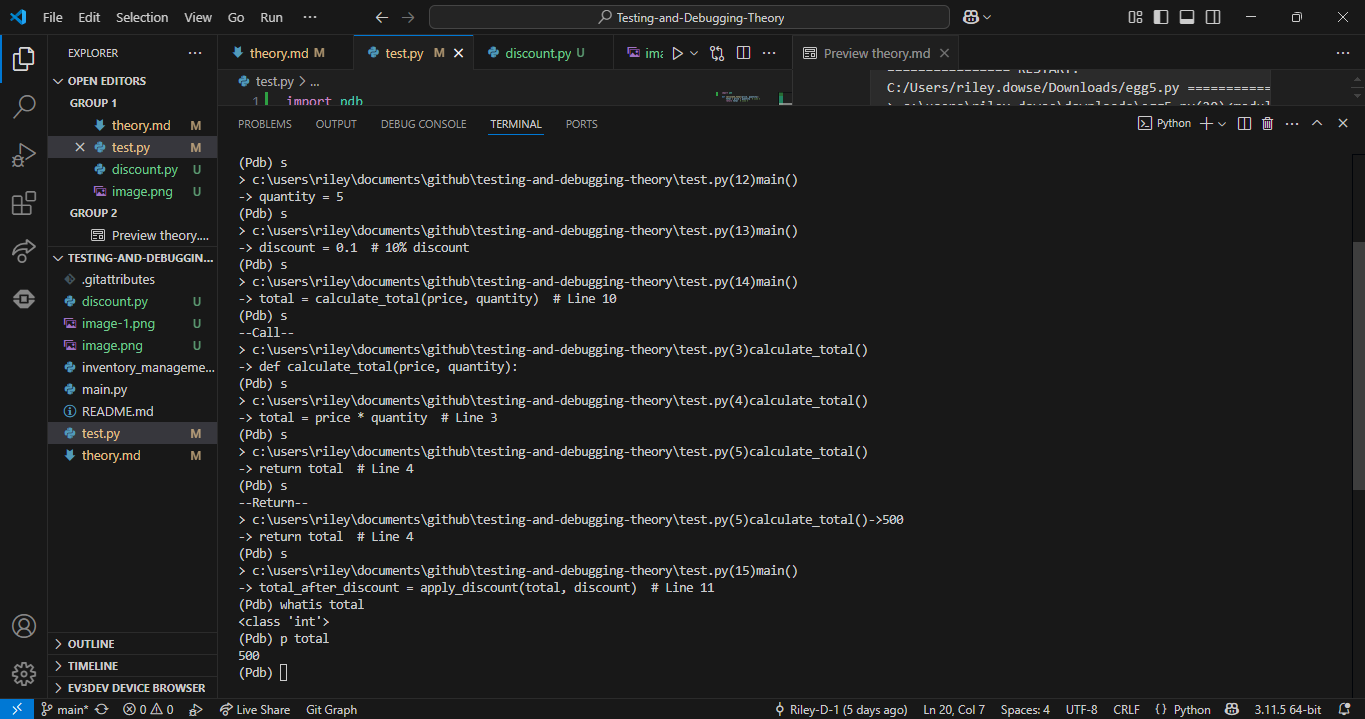 File Edit Selection View Go Run ··· Testing-and-Debugging-Theory
EXPLORER ···
OPEN EDITORS
GROUP 1
theory.md M
test.py M
discount.py U
image.png U
GROUP 2
Preview theory....
TESTING-AND-DEBUGGIN...
.gitattributes
discount.py U
image-1.png U
image.png U
inventory_manageme...
main.py
README.md
test.py M
theory.md M
OUTLINE
TIMELINE
EV3DEV DEVICE BROWSER
theory.md M test.py M discount.py U ima ··· Preview theory.md ···
test.py > ...
1 import pdb
================ RESTART:
C:/Users/riley.dowse/Downloads/egg5.py ===========
> c:\users\riley.dowse\downloads\egg5.py(20)<modul
PROBLEMS OUTPUT DEBUG CONSOLE TERMINAL PORTS Python ···
(Pdb) s
> c:\users\riley\documents\github\testing-and-debugging-theory\test.py(12)main()
-> quantity = 5
(Pdb) s
> c:\users\riley\documents\github\testing-and-debugging-theory\test.py(13)main()
-> discount = 0.1  # 10% discount
(Pdb) s
> c:\users\riley\documents\github\testing-and-debugging-theory\test.py(14)main()
-> total = calculate_total(price, quantity)  # Line 10
(Pdb) s
--Call--
> c:\users\riley\documents\github\testing-and-debugging-theory\test.py(3)calculate_total()
-> def calculate_total(price, quantity):
(Pdb) s
> c:\users\riley\documents\github\testing-and-debugging-theory\test.py(4)calculate_total()
-> total = price * quantity  # Line 3
(Pdb) s
> c:\users\riley\documents\github\testing-and-debugging-theory\test.py(5)calculate_total()
-> return total  # Line 4
(Pdb) s
--Return--
> c:\users\riley\documents\github\testing-and-debugging-theory\test.py(5)calculate_total()->500
-> return total  # Line 4
(Pdb) s
> c:\users\riley\documents\github\testing-and-debugging-theory\test.py(15)main()
-> total_after_discount = apply_discount(total, discount)  # Line 11
(Pdb) whatis total
<class 'int'>
(Pdb) p total
500
(Pdb)
main* 0 0 Live Share Git Graph Riley-D-1 (5 days ago) Ln 20, Col 7 Spaces: 4 UTF-8 CRLF {} Python 3.11.5 64-bit